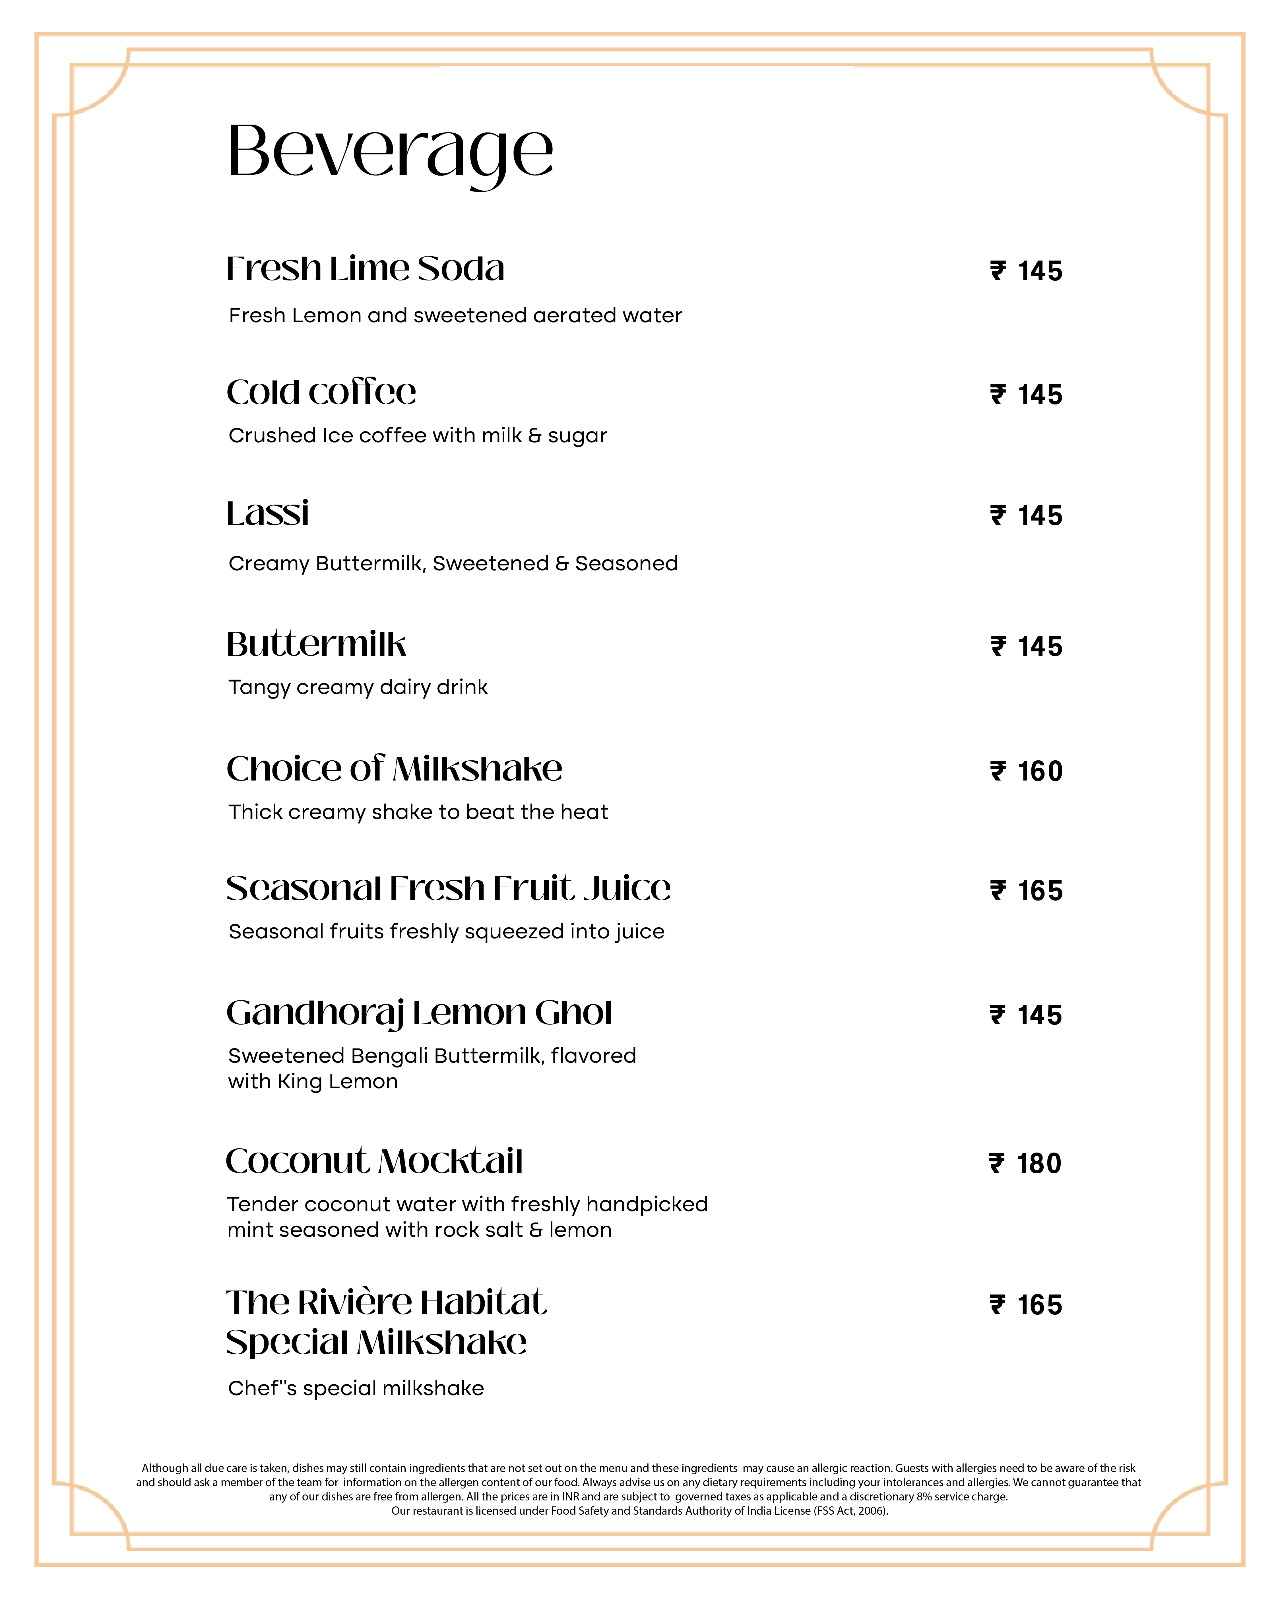 Beverage
Fresh Lime Soda ₹ 145
Fresh Lemon and sweetened aerated water
Cold coffee ₹ 145
Crushed Ice coffee with milk & sugar
Lassi ₹ 145
Creamy Buttermilk, Sweetened & Seasoned
Buttermilk ₹ 145
Tangy creamy dairy drink
Choice of Milkshake ₹ 160
Thick creamy shake to beat the heat
Seasonal Fresh Fruit Juice ₹ 165
Seasonal fruits freshly squeezed into juice
Gandhoraj Lemon Ghol ₹ 145
Sweetened Bengali Buttermilk, flavored
with King Lemon
Coconut Mocktail ₹ 180
Tender coconut water with freshly handpicked
mint seasoned with rock salt & lemon
The Rivière Habitat ₹ 165
Special Milkshake
Chef"s special milkshake
Although all due care is taken, dishes may still contain ingredients that are not set out on the menu and these ingredients may cause an allergic reaction. Guests with allergies need to be aware of the risk
and should ask a member of the team for information on the allergen content of our food. Always advise us on any dietary requirements including your intolerances and allergies. We cannot guarantee that
any of our dishes are free from allergen. All the prices are in INR and are subject to governed taxes as applicable and a discretionary 8% service charge.
Our restaurant is licensed under Food Safety and Standards Authority of India License (FSS Act, 2006).